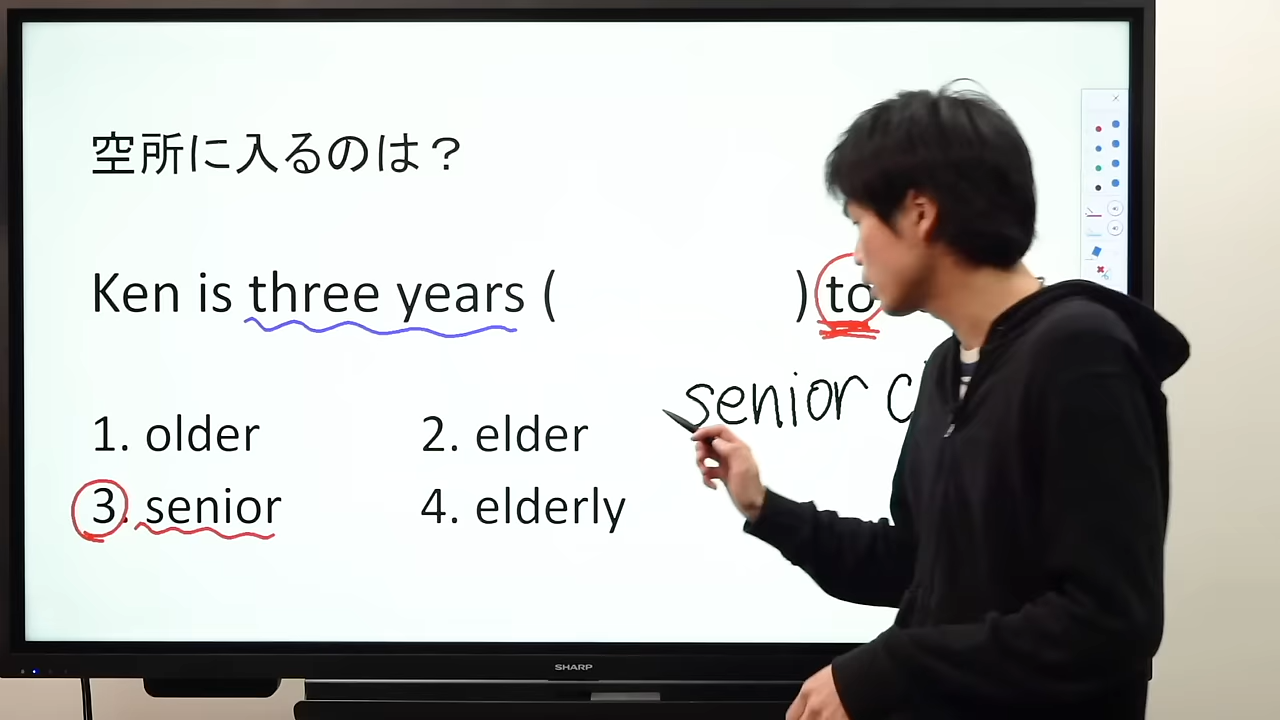 空所に入るのは？
Ken is three years ( ) to
senior c
1. older 2. elder
3. senior 4. elderly
SHARP